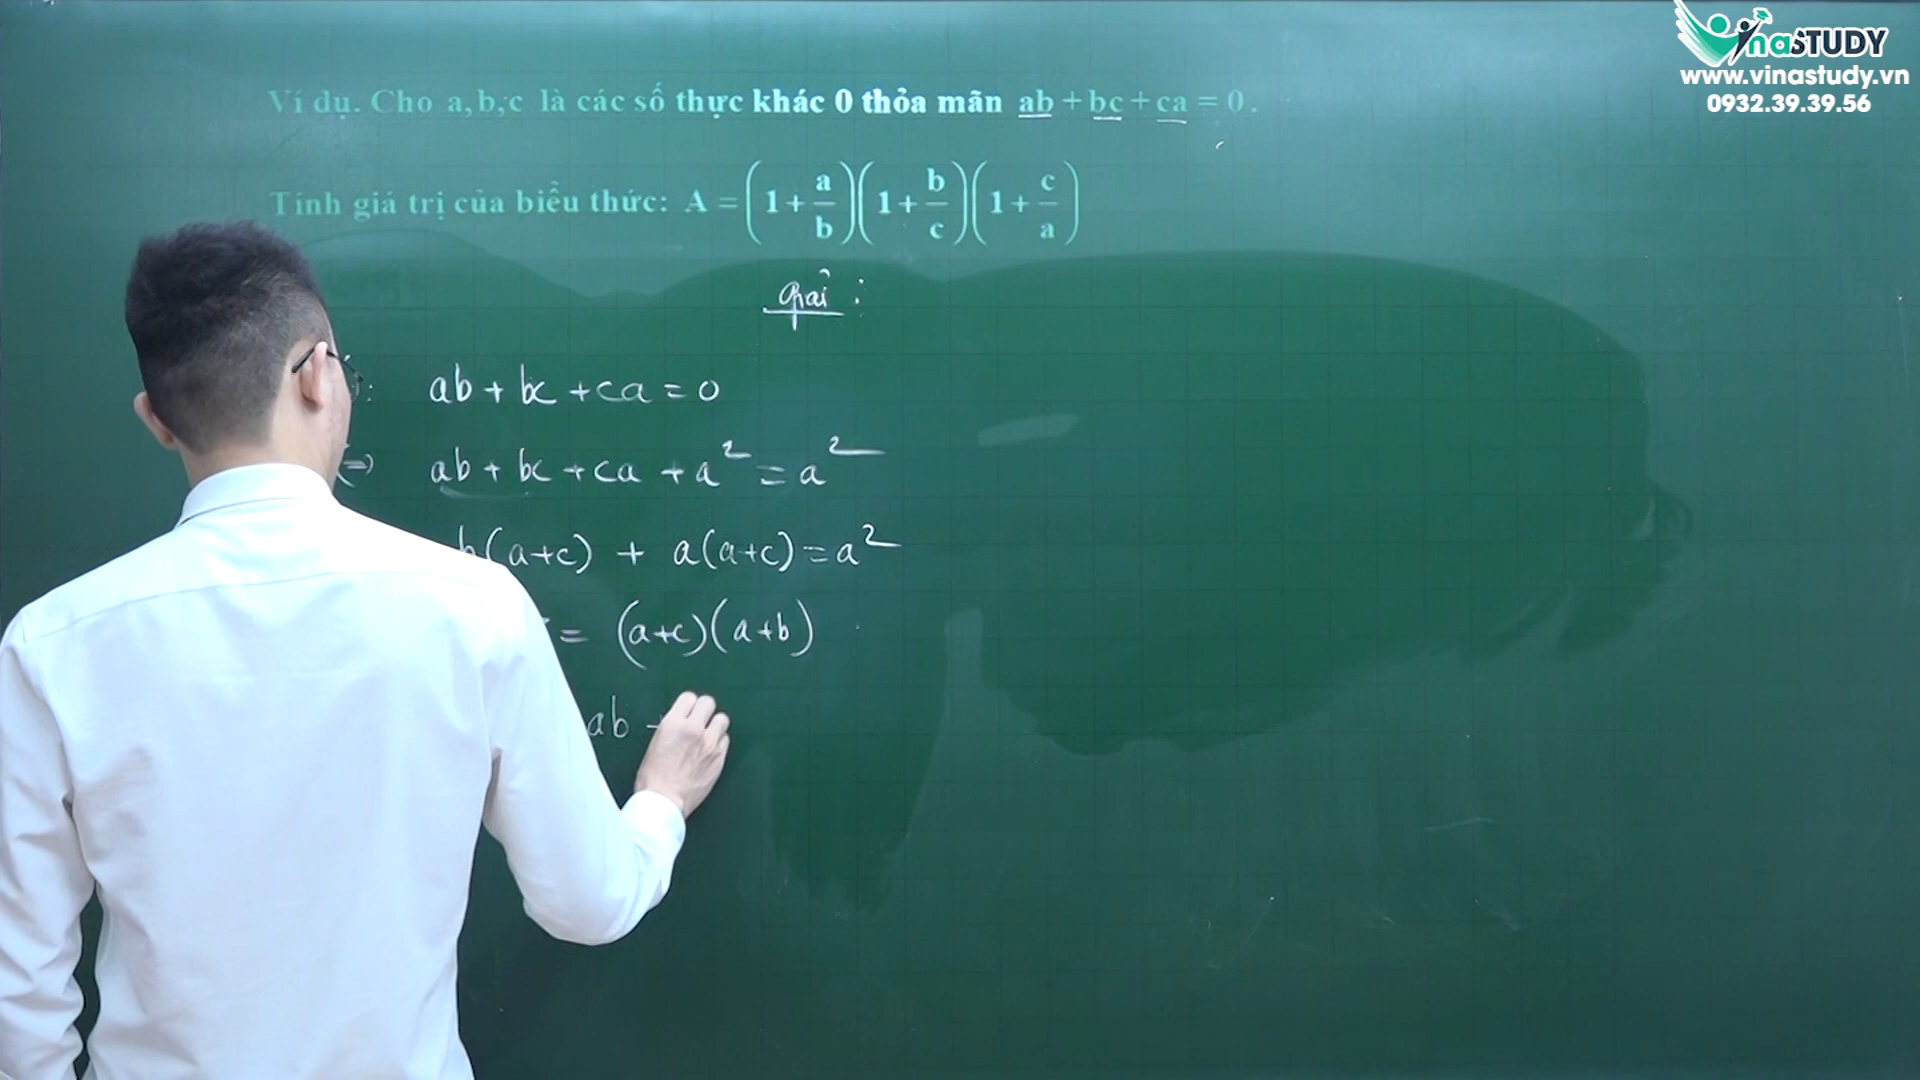 VinaSTUDY
www.vinastudy.vn
0932.39.39.56
Ví dụ. Cho a,b,c là các số thực khác 0 thỏa mãn ab + bc + ca = 0.
Tính giá trị của biểu thức: A = (1 + a/b)(1 + b/c)(1 + c/a)
Giải :
ab + bc + ca = 0
ab + bc + ca + a² = a²
b(a+c) + a(a+c) = a²
= (a+c)(a+b)
ab +